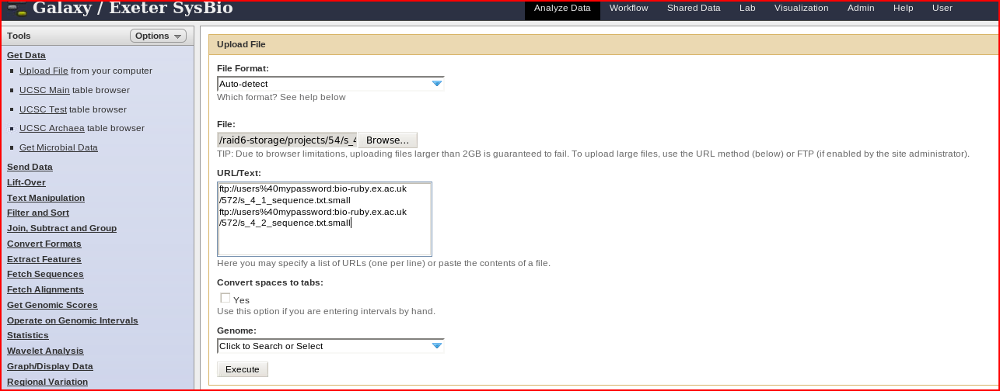 Galaxy / Exeter SysBio
Analyze Data Workflow Shared Data Lab Visualization Admin Help User
Tools
Options
Get Data
Upload File from your computer
UCSC Main table browser
UCSC Test table browser
UCSC Archaea table browser
Get Microbial Data
Send Data
Lift-Over
Text Manipulation
Filter and Sort
Join, Subtract and Group
Convert Formats
Extract Features
Fetch Sequences
Fetch Alignments
Get Genomic Scores
Operate on Genomic Intervals
Statistics
Wavelet Analysis
Graph/Display Data
Regional Variation
Upload File
File Format:
Auto-detect
Which format? See help below
File:
/raid6-storage/projects/54/s_4 Browse...
TIP: Due to browser limitations, uploading files larger than 2GB is guaranteed to fail. To upload large files, use the URL method (below) or FTP (if enabled by the site administrator).
URL/Text:
ftp://users%40mypassword:bio-ruby.ex.ac.uk
/572/s_4_1_sequence.txt.small
ftp://users%40mypassword:bio-ruby.ex.ac.uk
/572/s_4_2_sequence.txt.small
Here you may specify a list of URLs (one per line) or paste the contents of a file.
Convert spaces to tabs:
Yes
Use this option if you are entering intervals by hand.
Genome:
Click to Search or Select
Execute